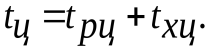 tц =tрц +tхц.